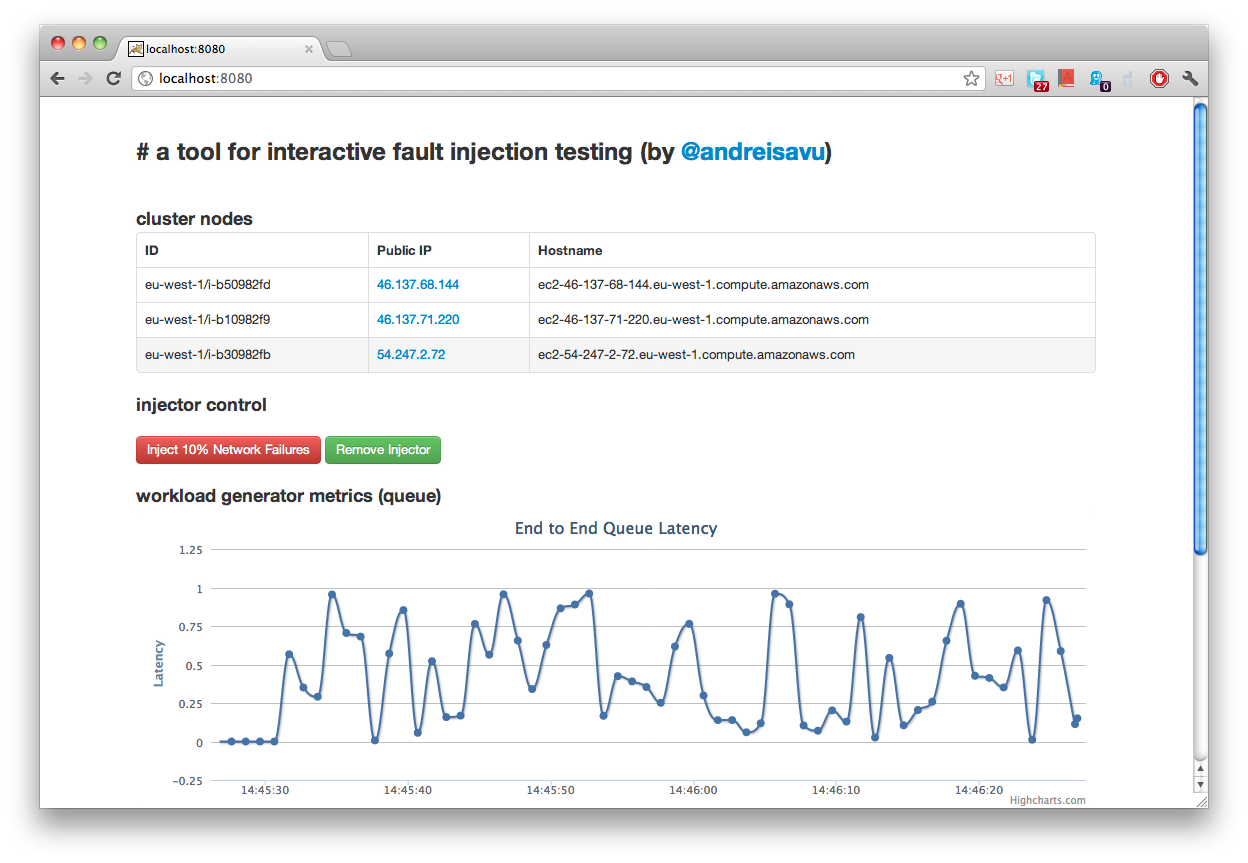 localhost:8080
localhost:8080
g+1
27
A
0
d
# a tool for interactive fault injection testing (by @andreisavu)
cluster nodes
ID Public IP Hostname
eu-west-1/i-b50982fd 46.137.68.144 ec2-46-137-68-144.eu-west-1.compute.amazonaws.com
eu-west-1/i-b10982f9 46.137.71.220 ec2-46-137-71-220.eu-west-1.compute.amazonaws.com
eu-west-1/i-b30982fb 54.247.2.72 ec2-54-247-2-72.eu-west-1.compute.amazonaws.com
injector control
Inject 10% Network Failures Remove Injector
workload generator metrics (queue)
End to End Queue Latency
1.25
1
0.75
0.5
0.25
0
−0.25
Latency
14:45:30 14:45:40 14:45:50 14:46:00 14:46:10 14:46:20
Highcharts.com